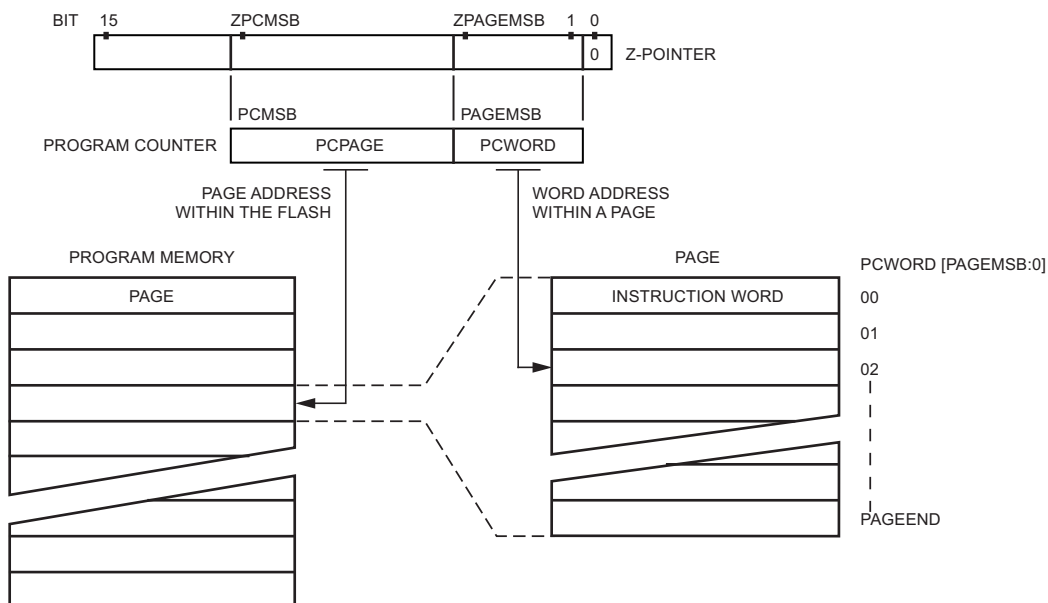 BIT 15 ZPCMSB ZPAGEMSB 1 0
0 Z-POINTER
PCMSB PAGEMSB
PROGRAM COUNTER PCPAGE PCWORD
PAGE ADDRESS
WITHIN THE FLASH
WORD ADDRESS
WITHIN A PAGE
PROGRAM MEMORY
PAGE
PAGE
PCWORD [PAGEMSB:0]
INSTRUCTION WORD
00
01
02
PAGEEND